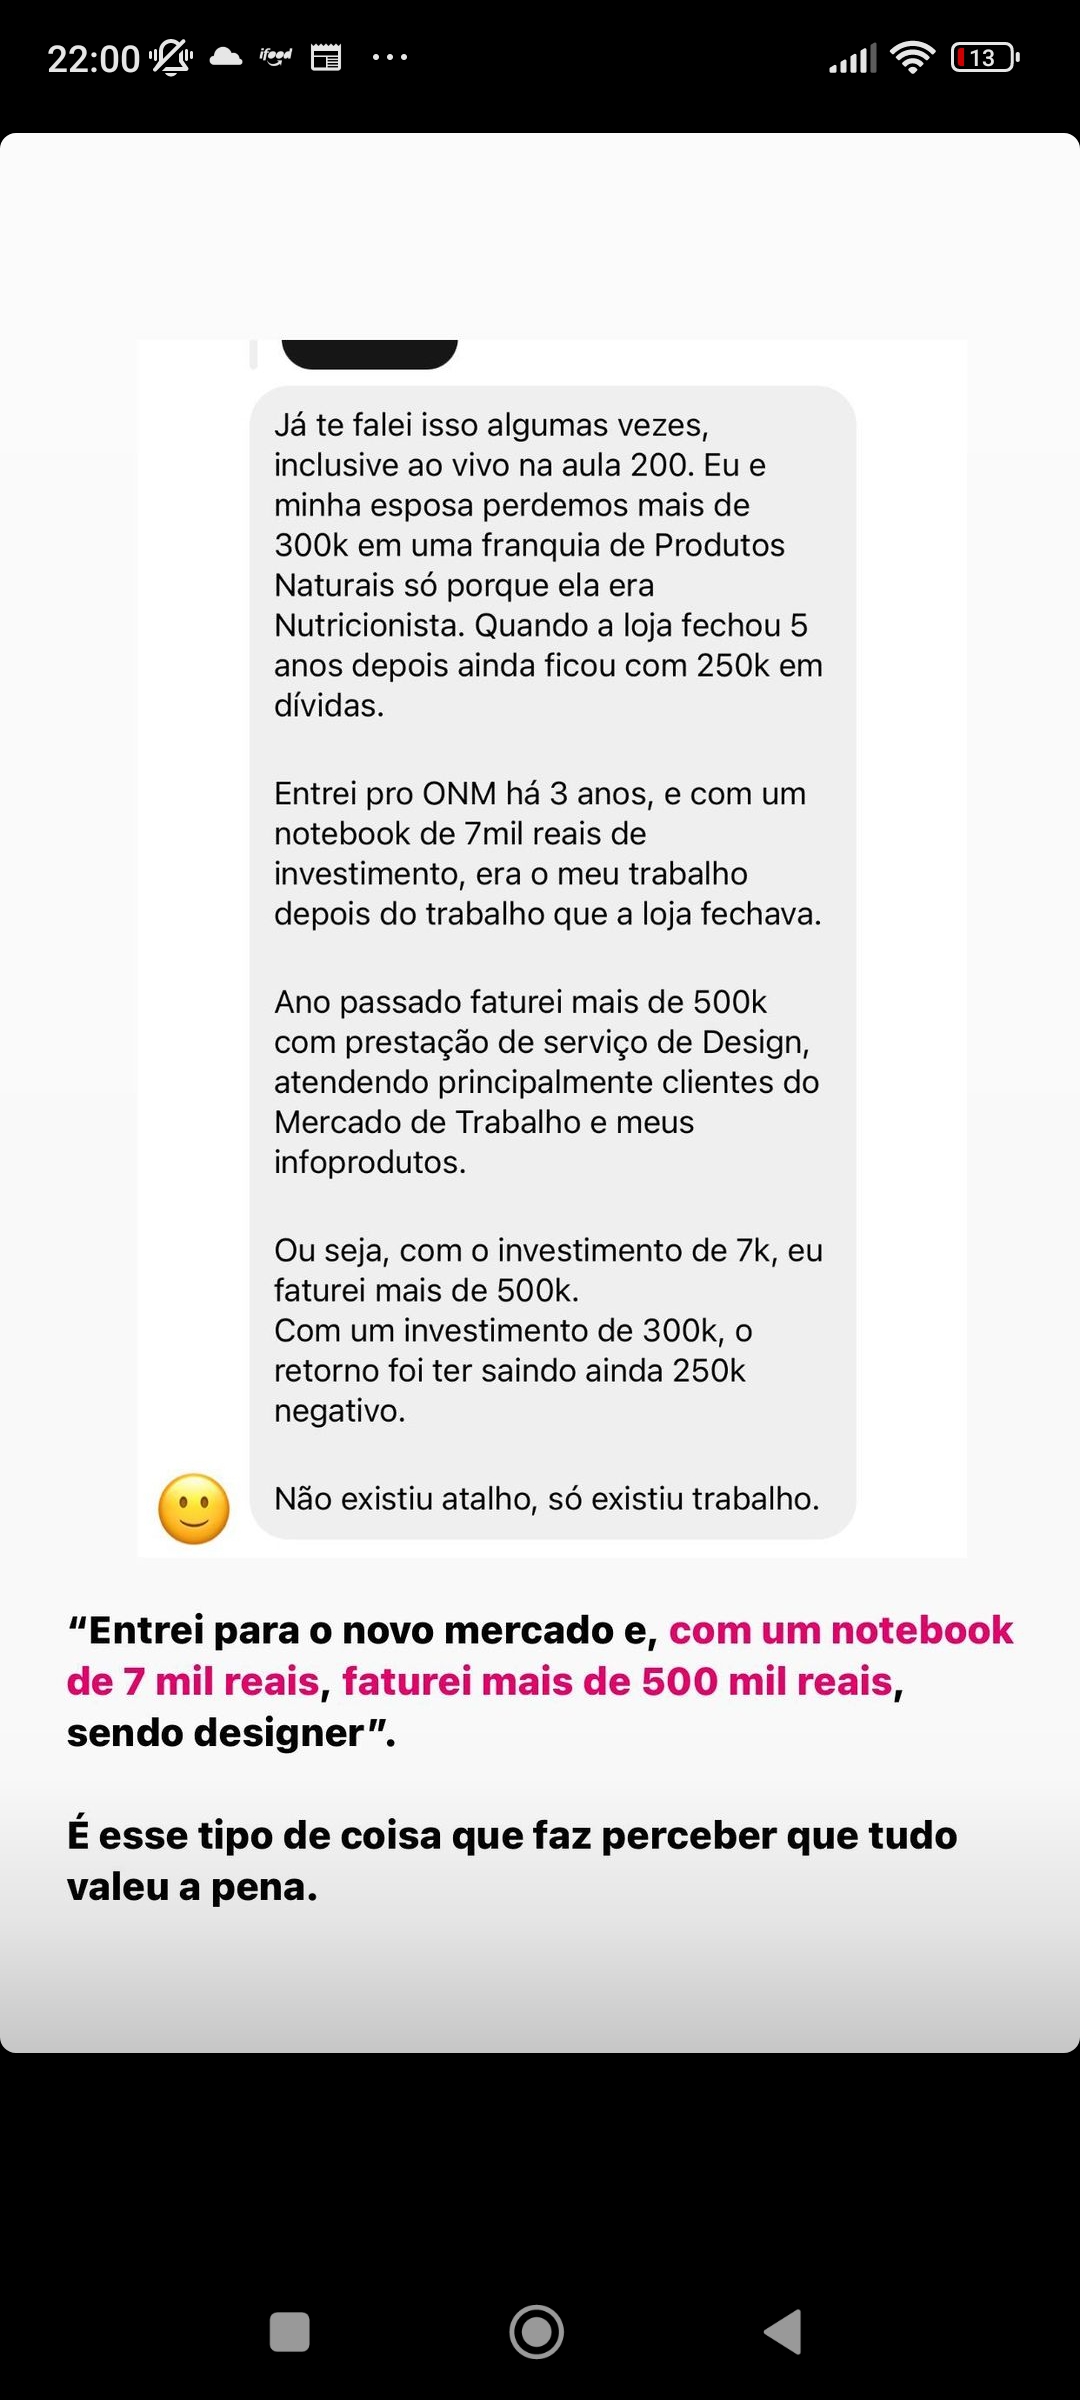 22:00
ifood
13
Já te falei isso algumas vezes,
inclusive ao vivo na aula 200. Eu e
minha esposa perdemos mais de
300k em uma franquia de Produtos
Naturais só porque ela era
Nutricionista. Quando a loja fechou 5
anos depois ainda ficou com 250k em
dívidas.
Entrei pro ONM há 3 anos, e com um
notebook de 7mil reais de
investimento, era o meu trabalho
depois do trabalho que a loja fechava.
Ano passado faturei mais de 500k
com prestação de serviço de Design,
atendendo principalmente clientes do
Mercado de Trabalho e meus
infoprodutos.
Ou seja, com o investimento de 7k, eu
faturei mais de 500k.
Com um investimento de 300k, o
retorno foi ter saindo ainda 250k
negativo.
Não existiu atalho, só existiu trabalho.
“Entrei para o novo mercado e, com um notebook
de 7 mil reais, faturei mais de 500 mil reais,
sendo designer”.
É esse tipo de coisa que faz perceber que tudo
valeu a pena.